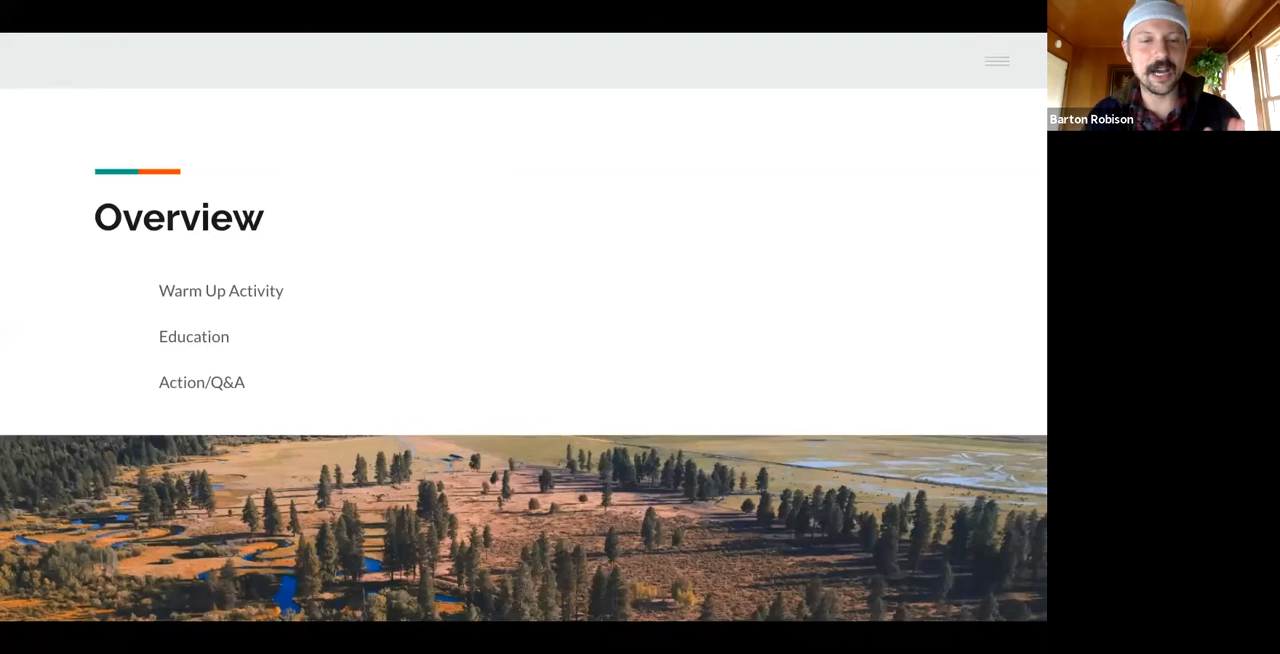 Overview
Warm Up Activity
Education
Action/Q&A
Barton Robison